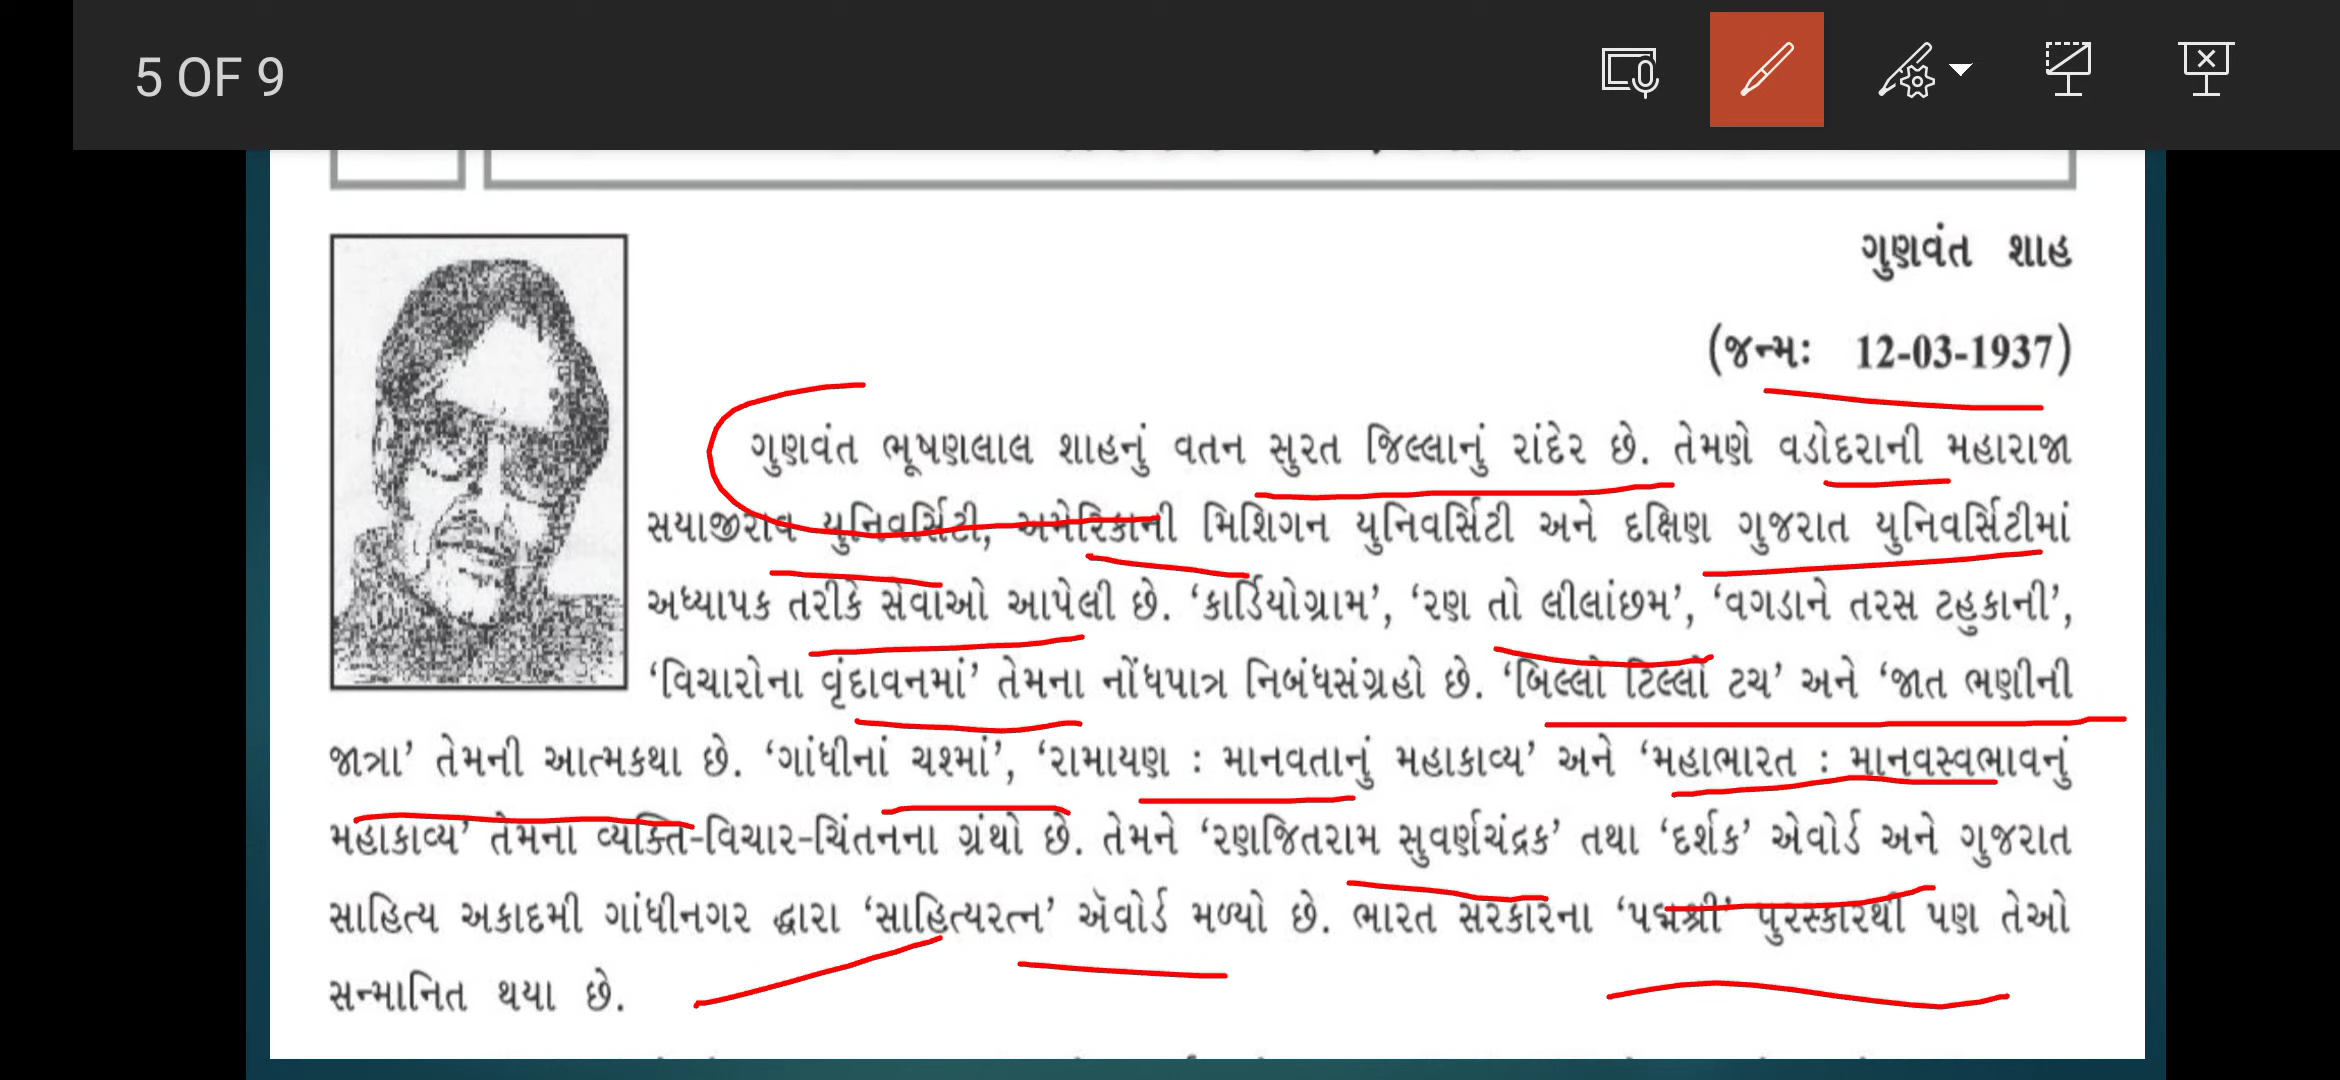 5 OF 9
ગુણવંત શાહ
(જન્મઃ 12-03-1937)
ગુણવંત ભૂષણલાલ શાહનું વતન સુરત જિલ્લાનું રાંદેર છે. તેમણે વડોદરાની મહારાજા
સયાજીરાવ યુનિવર્સિટી, અમેરિકાની મિશિગન યુનિવર્સિટી અને દક્ષિણ ગુજરાત યુનિવર્સિટીમાં
અધ્યાપક તરીકે સેવાઓ આપેલી છે. ‘કાર્ડિયોગ્રામ’, ‘રણ તો લીલાંછમ’, ‘વગડાને તરસ ટહુકાની’,
‘વિચારોના વૃંદાવનમાં’ તેમના નોંધપાત્ર નિબંધસંગ્રહો છે. ‘બિલ્લો ટિલ્લો ટચ’ અને ‘જાત ભણીની
જાત્રા’ તેમની આત્મકથા છે. ‘ગાંધીનાં ચશ્માં’, ‘રામાયણ : માનવતાનું મહાકાવ્ય’ અને ‘મહાભારત : માનવસ્વભાવનું
મહાકાવ્ય’ તેમના વ્યક્તિ-વિચાર-ચિંતનના ગ્રંથો છે. તેમને ‘રણજિતરામ સુવર્ણચંદ્રક’ તથા ‘દર્શક’ એવોર્ડ અને ગુજરાત
સાહિત્ય અકાદમી ગાંધીનગર દ્વારા ‘સાહિત્યરત્ન’ ઍવોર્ડ મળ્યો છે. ભારત સરકારના ‘પદ્મશ્રી’ પુરસ્કારથી પણ તેઓ
સન્માનિત થયા છે.